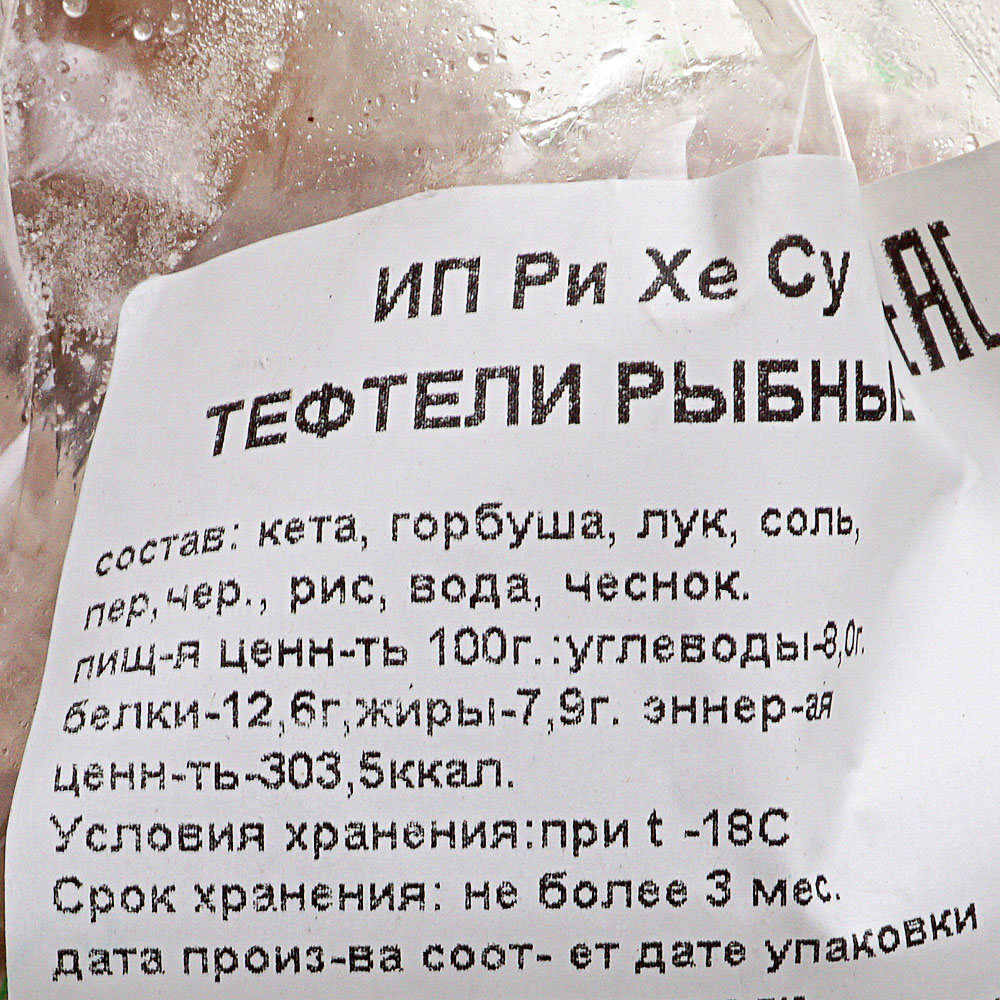 ИП Ри Хе Су
ЕАС
ТЕФТЕЛИ РЫБНЫЕ
состав: кета, горбуша, лук, соль,
пер,чер., рис, вода, чеснок.
пищ-я ценн-ть 100г.:углеводы-8,0г.
белки-12,6г,жиры-7,9г. эннер-ая
ценн-ть-303,5ккал.
Условия хранения:при t -18С
Срок хранения: не более 3 мес.
дата произ-ва соот- ет дате упаковки